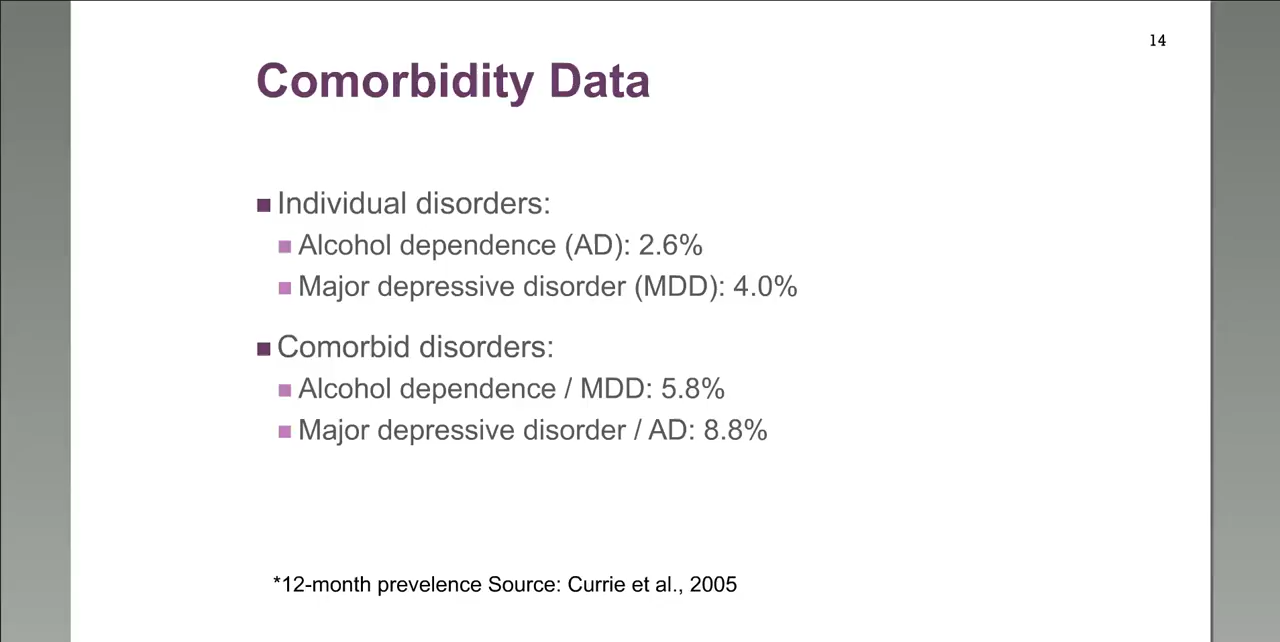 14
Comorbidity Data
Individual disorders:
Alcohol dependence (AD): 2.6%
Major depressive disorder (MDD): 4.0%
Comorbid disorders:
Alcohol dependence / MDD: 5.8%
Major depressive disorder / AD: 8.8%
*12-month prevelence Source: Currie et al., 2005